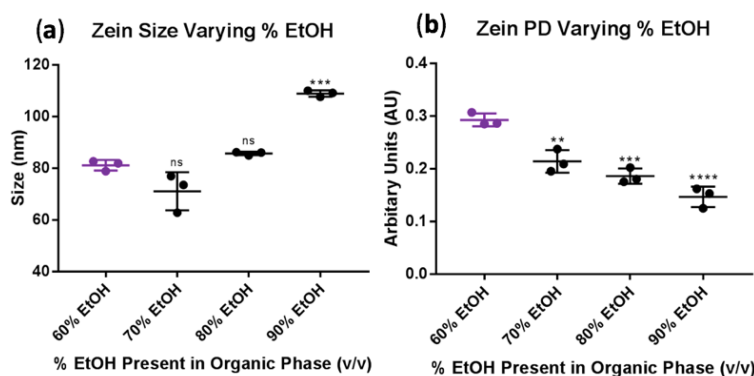 (a) Zein Size Varying % EtOH
120
100
80
60
40
Size (nm)
ns
ns
***
60% EtOH
70% EtOH
80% EtOH
90% EtOH
% EtOH Present in Organic Phase (v/v)
(b) Zein PD Varying % EtOH
0.4
0.3
0.2
0.1
0.0
Arbitary Units (AU)
**
***
****
60% EtOH
70% EtOH
80% EtOH
90% EtOH
% EtOH Present in Organic Phase (v/v)